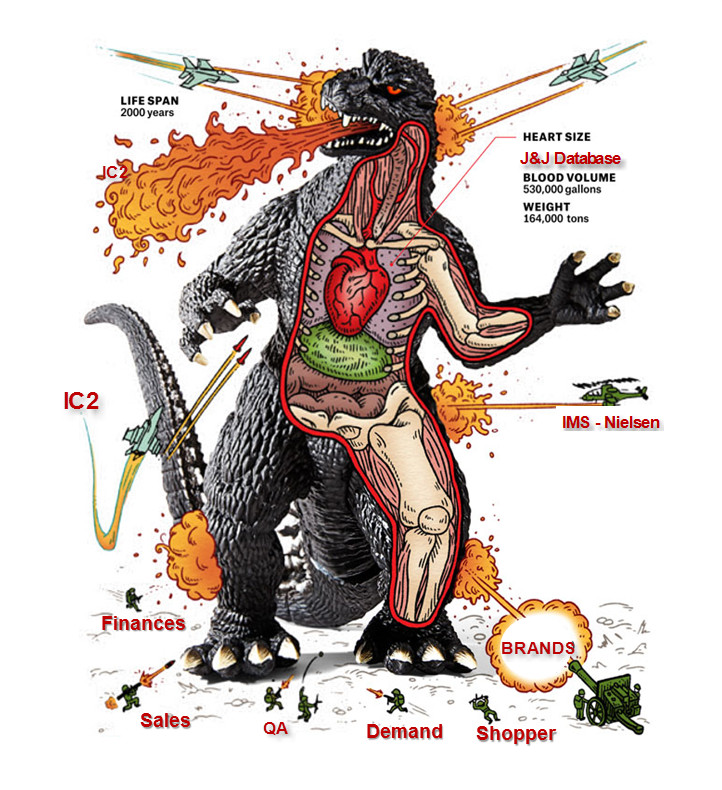 LIFE SPAN
2000 years
HEART SIZE
J&J Database
BLOOD VOLUME
530,000 gallons
WEIGHT
164,000 tons
IC2
IC2
IMS - Nielsen
Finances
BRANDS
Sales
QA
Demand
Shopper